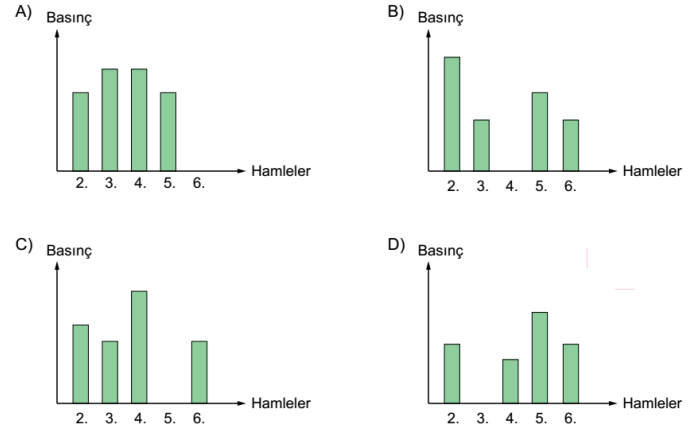 A) Basınç
Hamleler
2. 3. 4. 5. 6.
B) Basınç
Hamleler
2. 3. 4. 5. 6.
C) Basınç
Hamleler
2. 3. 4. 5. 6.
D) Basınç
Hamleler
2. 3. 4. 5. 6.